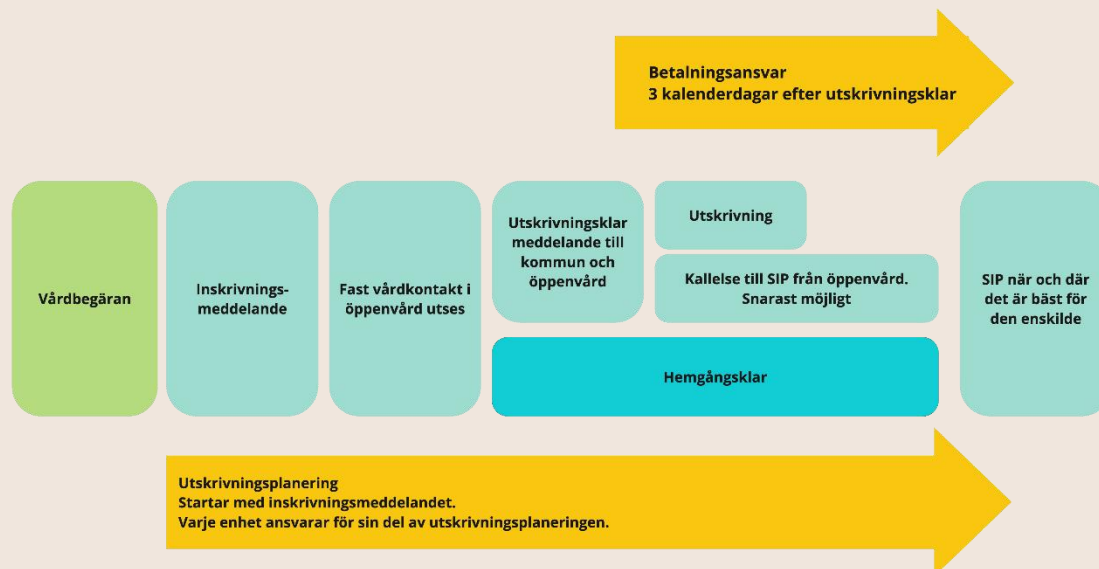 Betalningsansvar
3 kalenderdagar efter utskrivningsklar
Vårdbegäran
Inskrivnings-
meddelande
Fast vårdkontakt i
öppenvård utses
Utskrivningsklar
meddelande till
kommun och
öppenvård
Utskrivning
Kallelse till SIP från öppenvård.
Snarast möjligt
Hemgångsklar
SIP när och där
det är bäst för
den enskilde
Utskrivningsplanering
Startar med inskrivningsmeddelandet.
Varje enhet ansvarar för sin del av utskrivningsplaneringen.